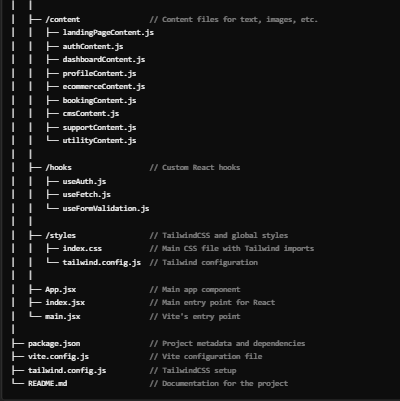 │   │
│   ├── /content                // Content files for text, images, etc.
│   │   ├── landingPageContent.js
│   │   ├── authContent.js
│   │   ├── dashboardContent.js
│   │   ├── profileContent.js
│   │   ├── ecommerceContent.js
│   │   ├── bookingContent.js
│   │   ├── cmsContent.js
│   │   ├── supportContent.js
│   │   └── utilityContent.js
│   │
│   ├── /hooks                  // Custom React hooks
│   │   ├── useAuth.js
│   │   ├── useFetch.js
│   │   └── useFormValidation.js
│   │
│   ├── /styles                 // TailwindCSS and global styles
│   │   ├── index.css           // Main CSS file with Tailwind imports
│   │   └── tailwind.config.js  // Tailwind configuration
│   │
│   ├── App.jsx                 // Main app component
│   ├── index.jsx               // Main entry point for React
│   └── main.jsx                // Vite's entry point
│
├── package.json                // Project metadata and dependencies
├── vite.config.js              // Vite configuration file
├── tailwind.config.js          // TailwindCSS setup
└── README.md                   // Documentation for the project